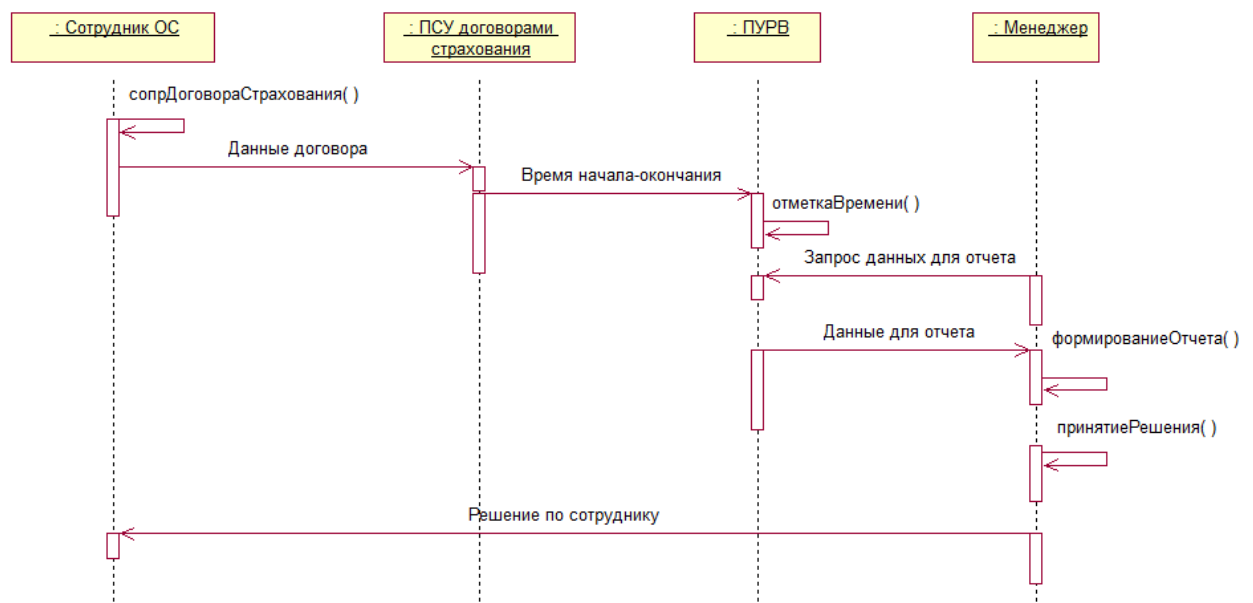 _: Сотрудник ОС
_: ПСУ договорами
страхования
_: ПУРВ
_: Менеджер
сопрДоговораСтрахования( )
Данные договора
Время начала-окончания
отметкаВремени( )
Запрос данных для отчета
Данные для отчета
формированиеОтчета( )
принятиеРешения( )
Решение по сотруднику